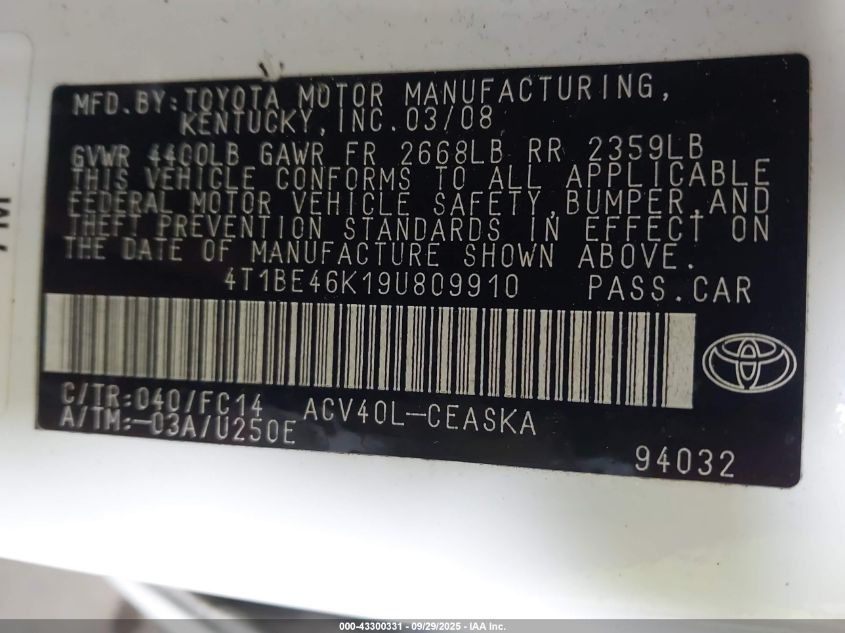 MFD.BY:TOYOTA MOTOR MANUFACTURING,
KENTUCKY,INC.03/08
GVWR 4400LB GAWR FR 2668LB RR 2359LB
THIS VEHICLE CONFORMS TO ALL APPLICABLE
FEDERAL MOTOR VEHICLE SAFETY,BUMPER,AND
THEFT PREVENTION STANDARDS IN EFFECT ON
THE DATE OF MANUFACTURE SHOWN ABOVE.
4T1BE46K19U809910 PASS.CAR
C/TR:040/FC14 ACV40L-CEASKA
A/TM:-03A/U250E
94032
000-43300331 - 09/29/2025 - IAA Inc.